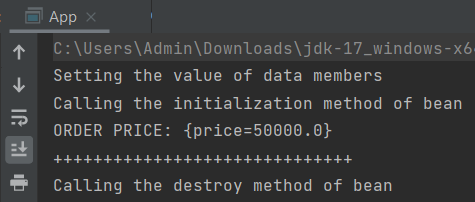 App
C:\Users\Admin\Downloads\jdk-17_windows-x6
Setting the value of data members
Calling the initialization method of bean
ORDER PRICE: {price=50000.0}
++++++++++++++++++++++++++++++
Calling the destroy method of bean